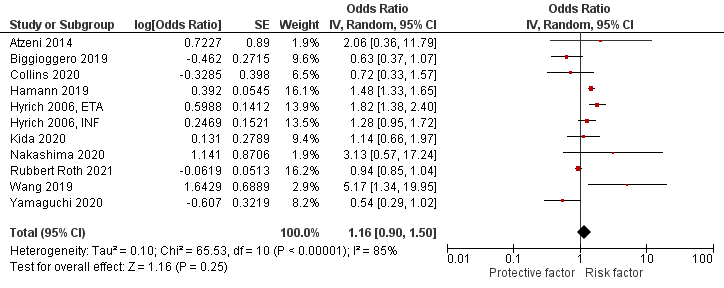 Odds Ratio Odds Ratio
Study or Subgroup log[Odds Ratio] SE Weight IV, Random, 95% CI IV, Random, 95% CI
Atzeni 2014 0.7227 0.89 1.9% 2.06 [0.36, 11.79]
Biggioggero 2019 -0.462 0.2715 9.6% 0.63 [0.37, 1.07]
Collins 2020 -0.3285 0.398 6.3% 0.72 [0.33, 1.57]
Hamann 2019 0.392 0.0545 16.1% 1.48 [1.33, 1.65]
Hyrich 2006, ETA 0.5988 0.1412 13.8% 1.82 [1.38, 2.40]
Hyrich 2006, INF 0.2469 0.1521 13.5% 1.28 [0.95, 1.72]
Kida 2020 0.131 0.2789 9.4% 1.14 [0.66, 1.97]
Nakashima 2020 1.141 0.8706 2.0% 3.13 [0.57, 17.24]
Rubbert Roth 2021 -0.0619 0.0513 16.2% 0.94 [0.85, 1.04]
Wang 2019 1.6429 0.6889 2.9% 5.17 [1.34, 19.95]
Yamaguchi 2020 -0.607 0.3219 8.2% 0.54 [0.29, 1.02]
Total (95% CI) 100.0% 1.16 [0.90, 1.50]
Heterogeneity: Tau² = 0.10; Chi² = 65.53, df = 10 (P < 0.00001); I² = 85%
Test for overall effect: Z = 1.16 (P = 0.25)
0.01 0.1 1 10 100
Protective factor Risk factor